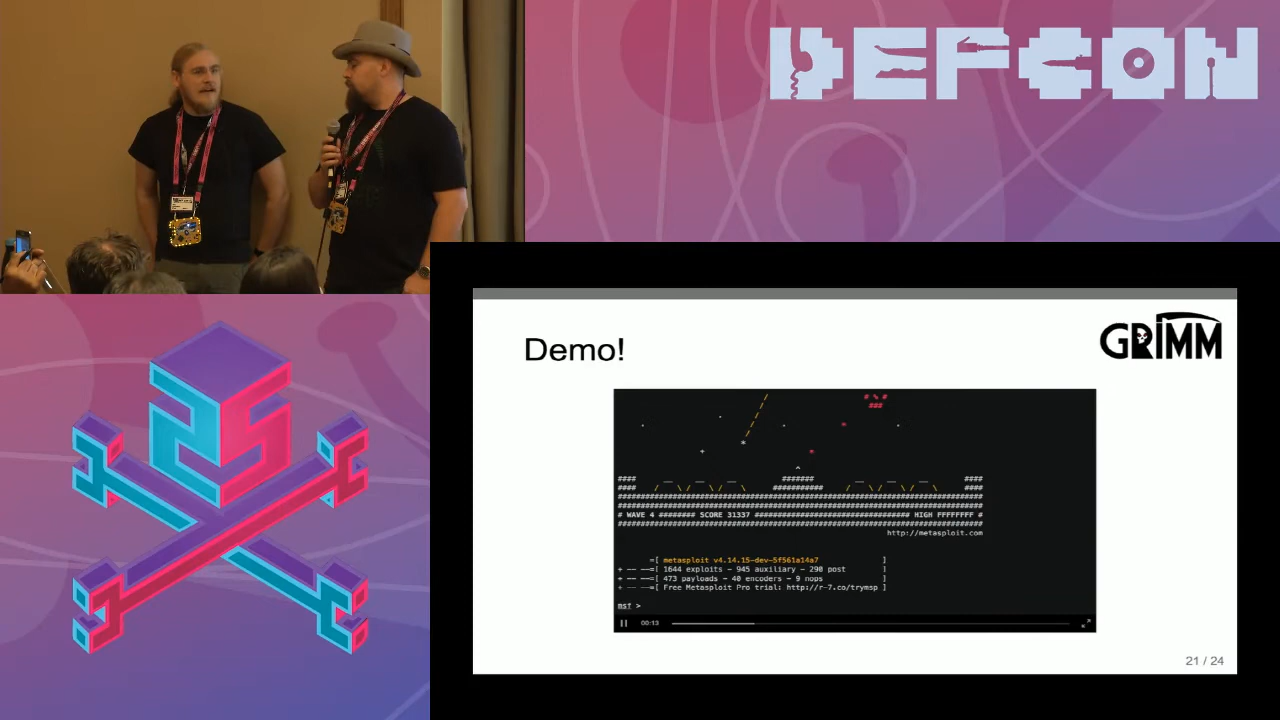 DEFCON
25
GRIMM
Demo!
#### ####### ####
#### / \ / \ / \ ########### / \ / \ / \ ####
# WAVE 4 ######## SCORE 31337 ################################## HIGH FFFFFFFF #
http://metasploit.com
=[ metasploit v4.14.15-dev-5f561a14a7 ]
+ -- --=[ 1644 exploits - 945 auxiliary - 290 post ]
+ -- --=[ 473 payloads - 40 encoders - 9 nops ]
+ -- --=[ Free Metasploit Pro trial: http://r-7.co/trymsp ]
msf >
00:13
21 / 24